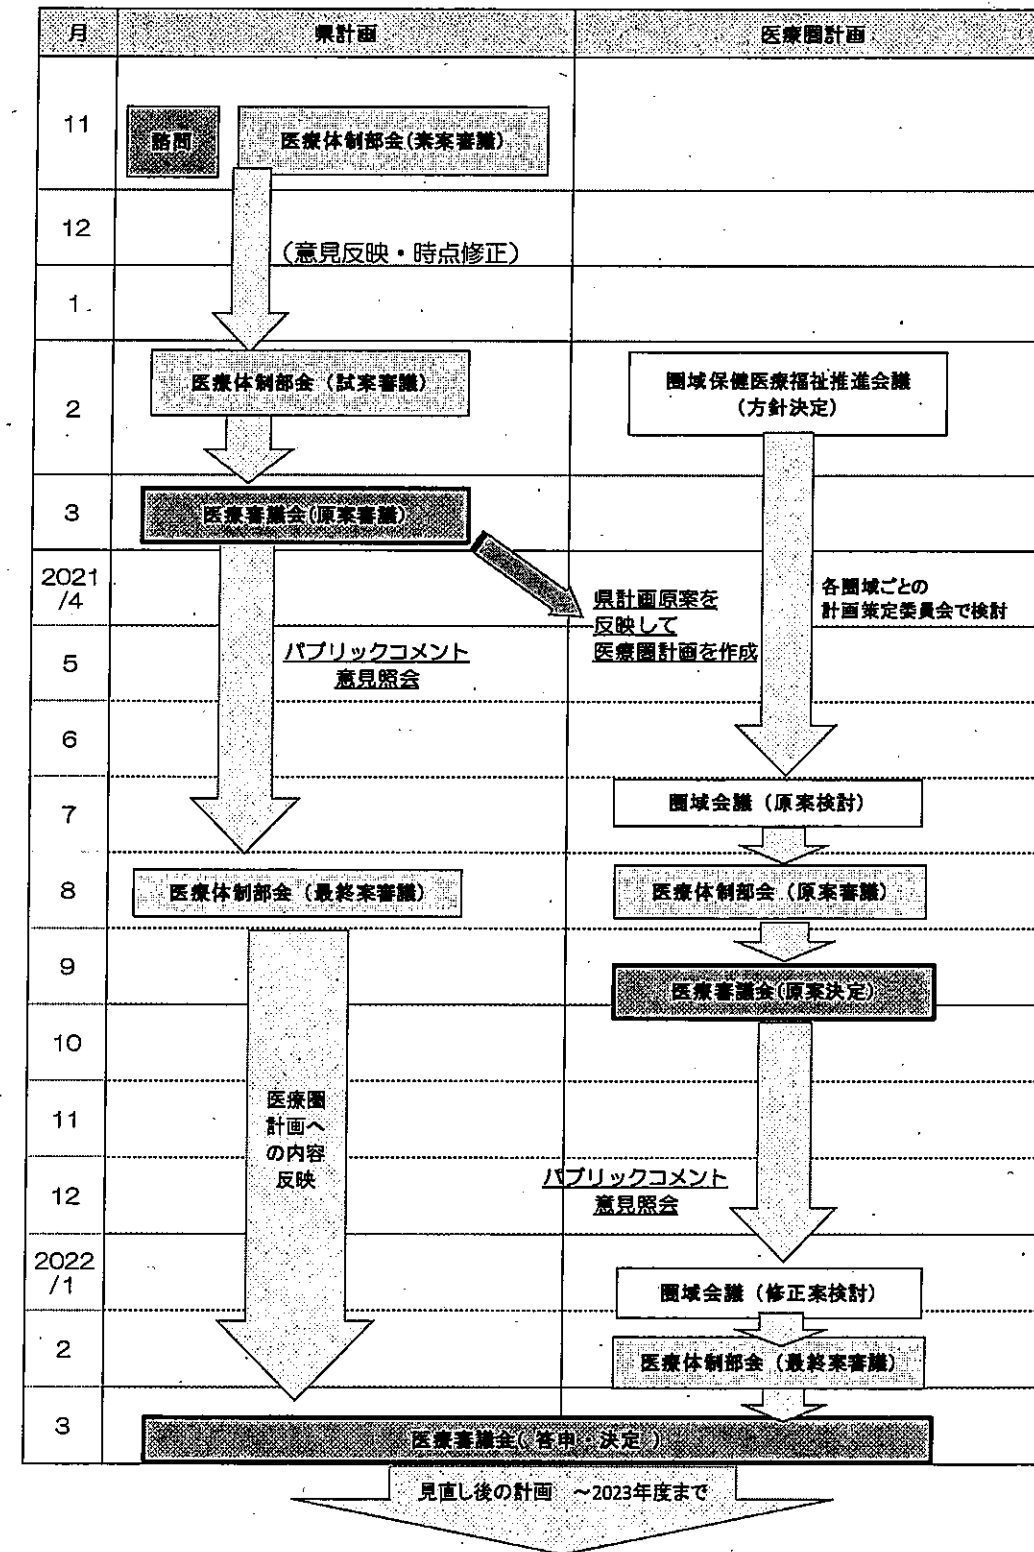 月 県計画 医療圏計画
11
諮問 医療体制部会(素案審議)
12
(意見反映・時点修正)
1
2
医療体制部会(試案審議)
圏域保健医療福祉推進会議
(方針決定)
3
医療審議会(原案審議)
2021
/4
県計画原案を
反映して
医療圏計画を作成
各圏域ごとの
計画策定委員会で検討
5
パブリックコメント
意見照会
6
7
圏域会議(原案検討)
8
医療体制部会(最終案審議)
医療体制部会(原案審議)
9
医療審議会(原案決定)
10
11
医療圏
計画へ
の内容
反映
12
パブリックコメント
意見照会
2022
/1
圏域会議(修正案検討)
2
医療体制部会(最終案審議)
3
医療審議会(答申・決定)
見直し後の計画 ～2023年度まで